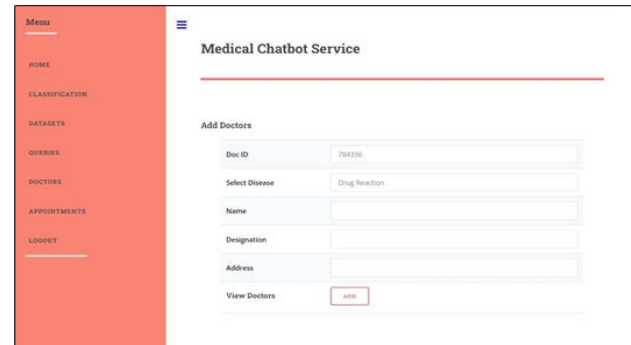 Menu
HOME
CLASSIFICATION
DATASETS
QUERIES
DOCTORS
APPOINTMENTS
LOGOUT
Medical Chatbot Service
Add Doctors
Doc ID 784336
Select Disease Drug Reaction
Name
Designation
Address
View Doctors ADD